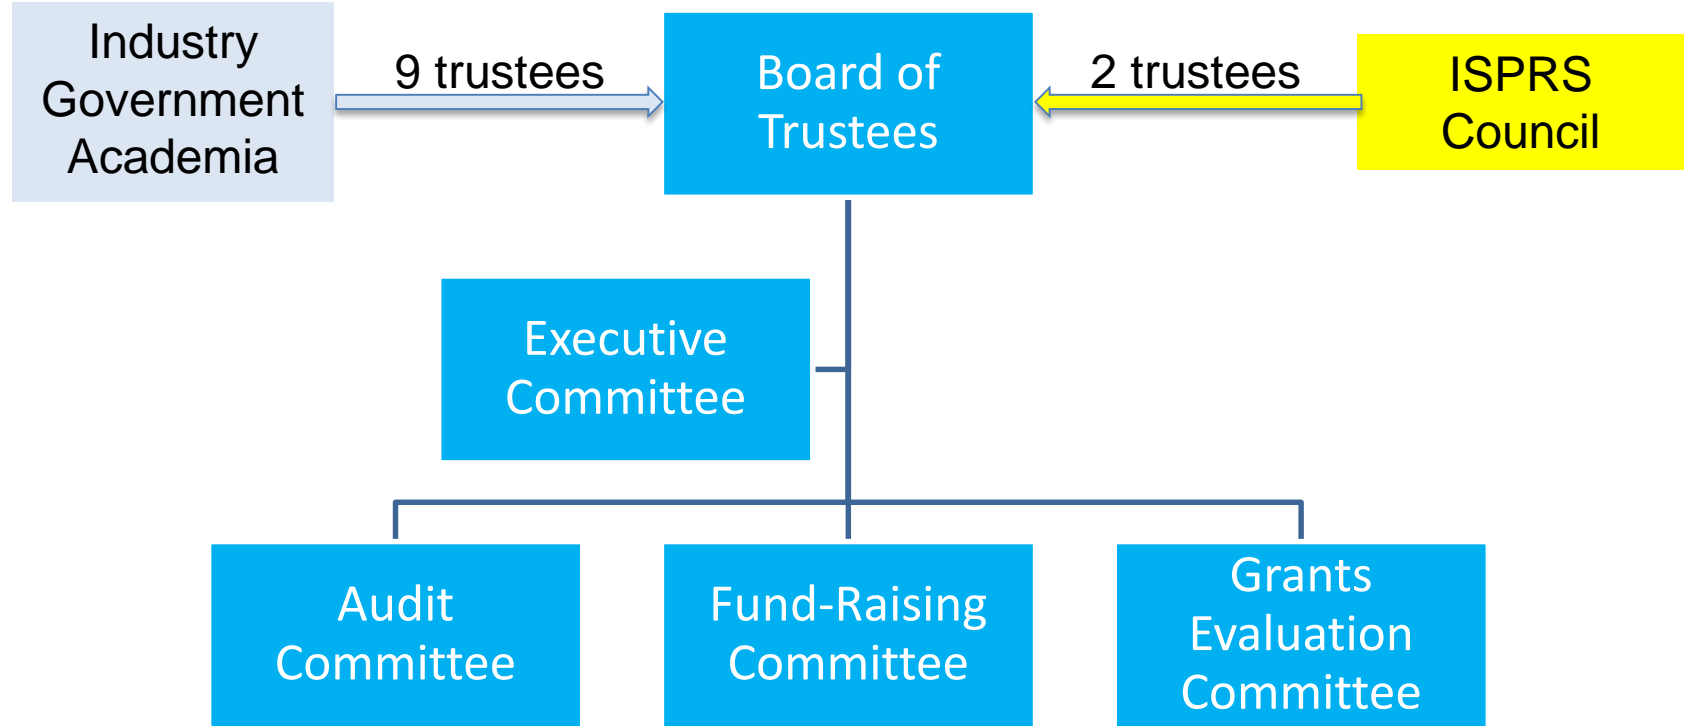 Industry
Government
Academia
9 trustees
Board of
Trustees
2 trustees
ISPRS
Council
Executive
Committee
Audit
Committee
Fund-Raising
Committee
Grants
Evaluation
Committee